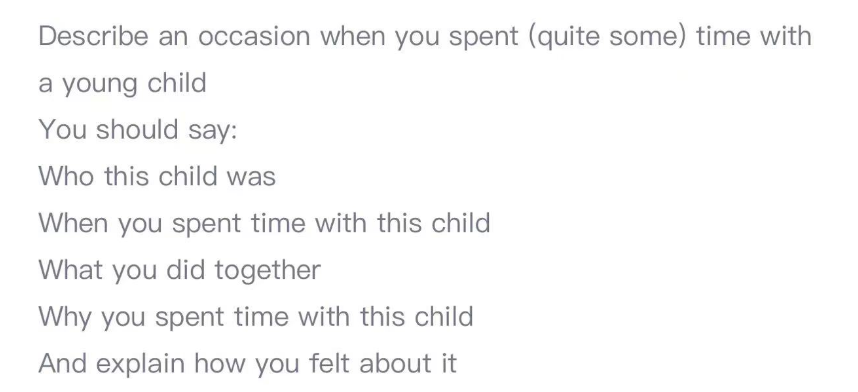 Describe an occasion when you spent (quite some) time with
a young child
You should say:
Who this child was
When you spent time with this child
What you did together
Why you spent time with this child
And explain how you felt about it